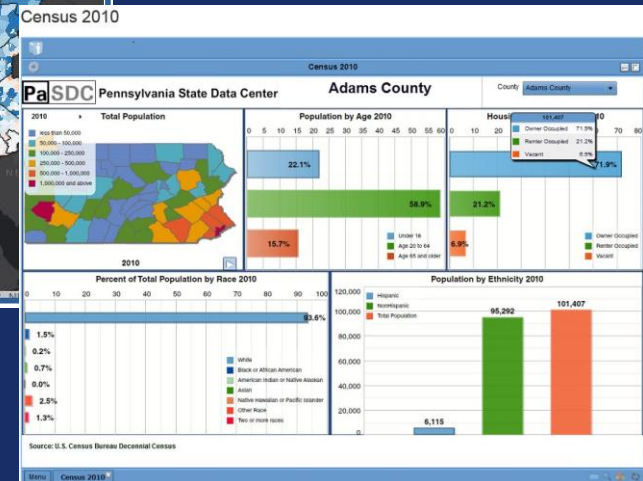 Census 2010
Census 2010
PaSDC Pennsylvania State Data Center
Adams County
County Adams County
2010
Total Population
less than 50,000
50,000 - 100,000
100,000 - 250,000
250,000 - 500,000
500,000 - 1,000,000
1,000,000 and above
2010
Population by Age 2010
0 5 10 15 20 25 30 35 40 45 50 55 60
22.1%
58.9%
15.7%
Under 18
Age 20 to 64
Age 65 and older
10
0 10 20 70 80
101,407
Owner Occupied 71.9%
Renter Occupied 21.2%
Vacant 6.9%
71.9%
21.2%
6.9%
Owner Occupied
Renter Occupied
Vacant
Percent of Total Population by Race 2010
0 10 20 30 40 50 60 70 80 90 100
93.6%
1.5%
0.2%
0.7%
0.0%
2.5%
1.3%
White
Black or African American
American Indian or Native Alaskan
Asian
Native Hawaiian or Pacific Islander
Other Race
Two or more races
Population by Ethnicity 2010
120,000
100,000
80,000
60,000
40,000
20,000
0
Hispanic
NonHispanic
Total Population
6,115
95,292
101,407
Source: U.S. Census Bureau Decennial Census
Menu Census 2010